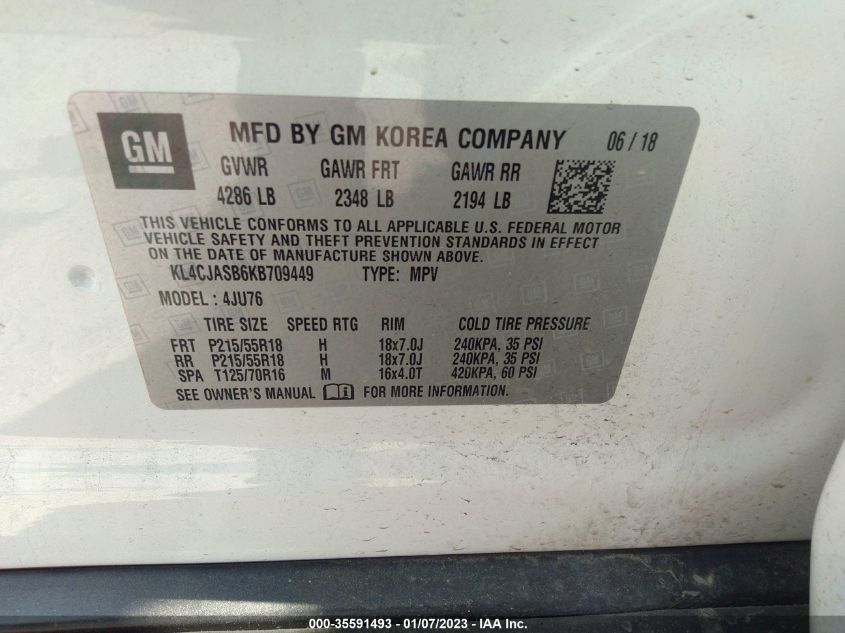 GM
MFD BY GM KOREA COMPANY 06 / 18
GVWR GAWR FRT GAWR RR
4286 LB 2348 LB 2194 LB
THIS VEHICLE CONFORMS TO ALL APPLICABLE U.S. FEDERAL MOTOR
VEHICLE SAFETY AND THEFT PREVENTION STANDARDS IN EFFECT
ON THE DATE OF MANUFACTURE SHOWN ABOVE.
KL4CJASB6KB709449 TYPE: MPV
MODEL : 4JU76
TIRE SIZE SPEED RTG RIM COLD TIRE PRESSURE
FRT P215/55R18 H 18x7.0J 240KPA, 35 PSI
RR P215/55R18 H 18x7.0J 240KPA, 35 PSI
SPA T125/70R16 M 16x4.0T 420KPA, 60 PSI
SEE OWNER'S MANUAL FOR MORE INFORMATION.
000-35591493 - 01/07/2023 - IAA Inc.